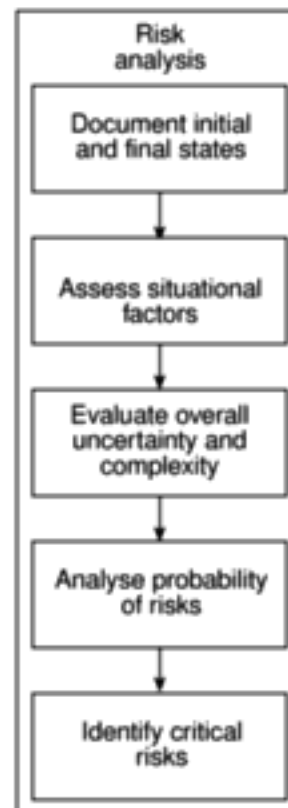 Risk
analysis
Document initial
and final states
Assess situational
factors
Evaluate overall
uncertainty and
complexity
Analyse probability
of risks
Identify critical
risks